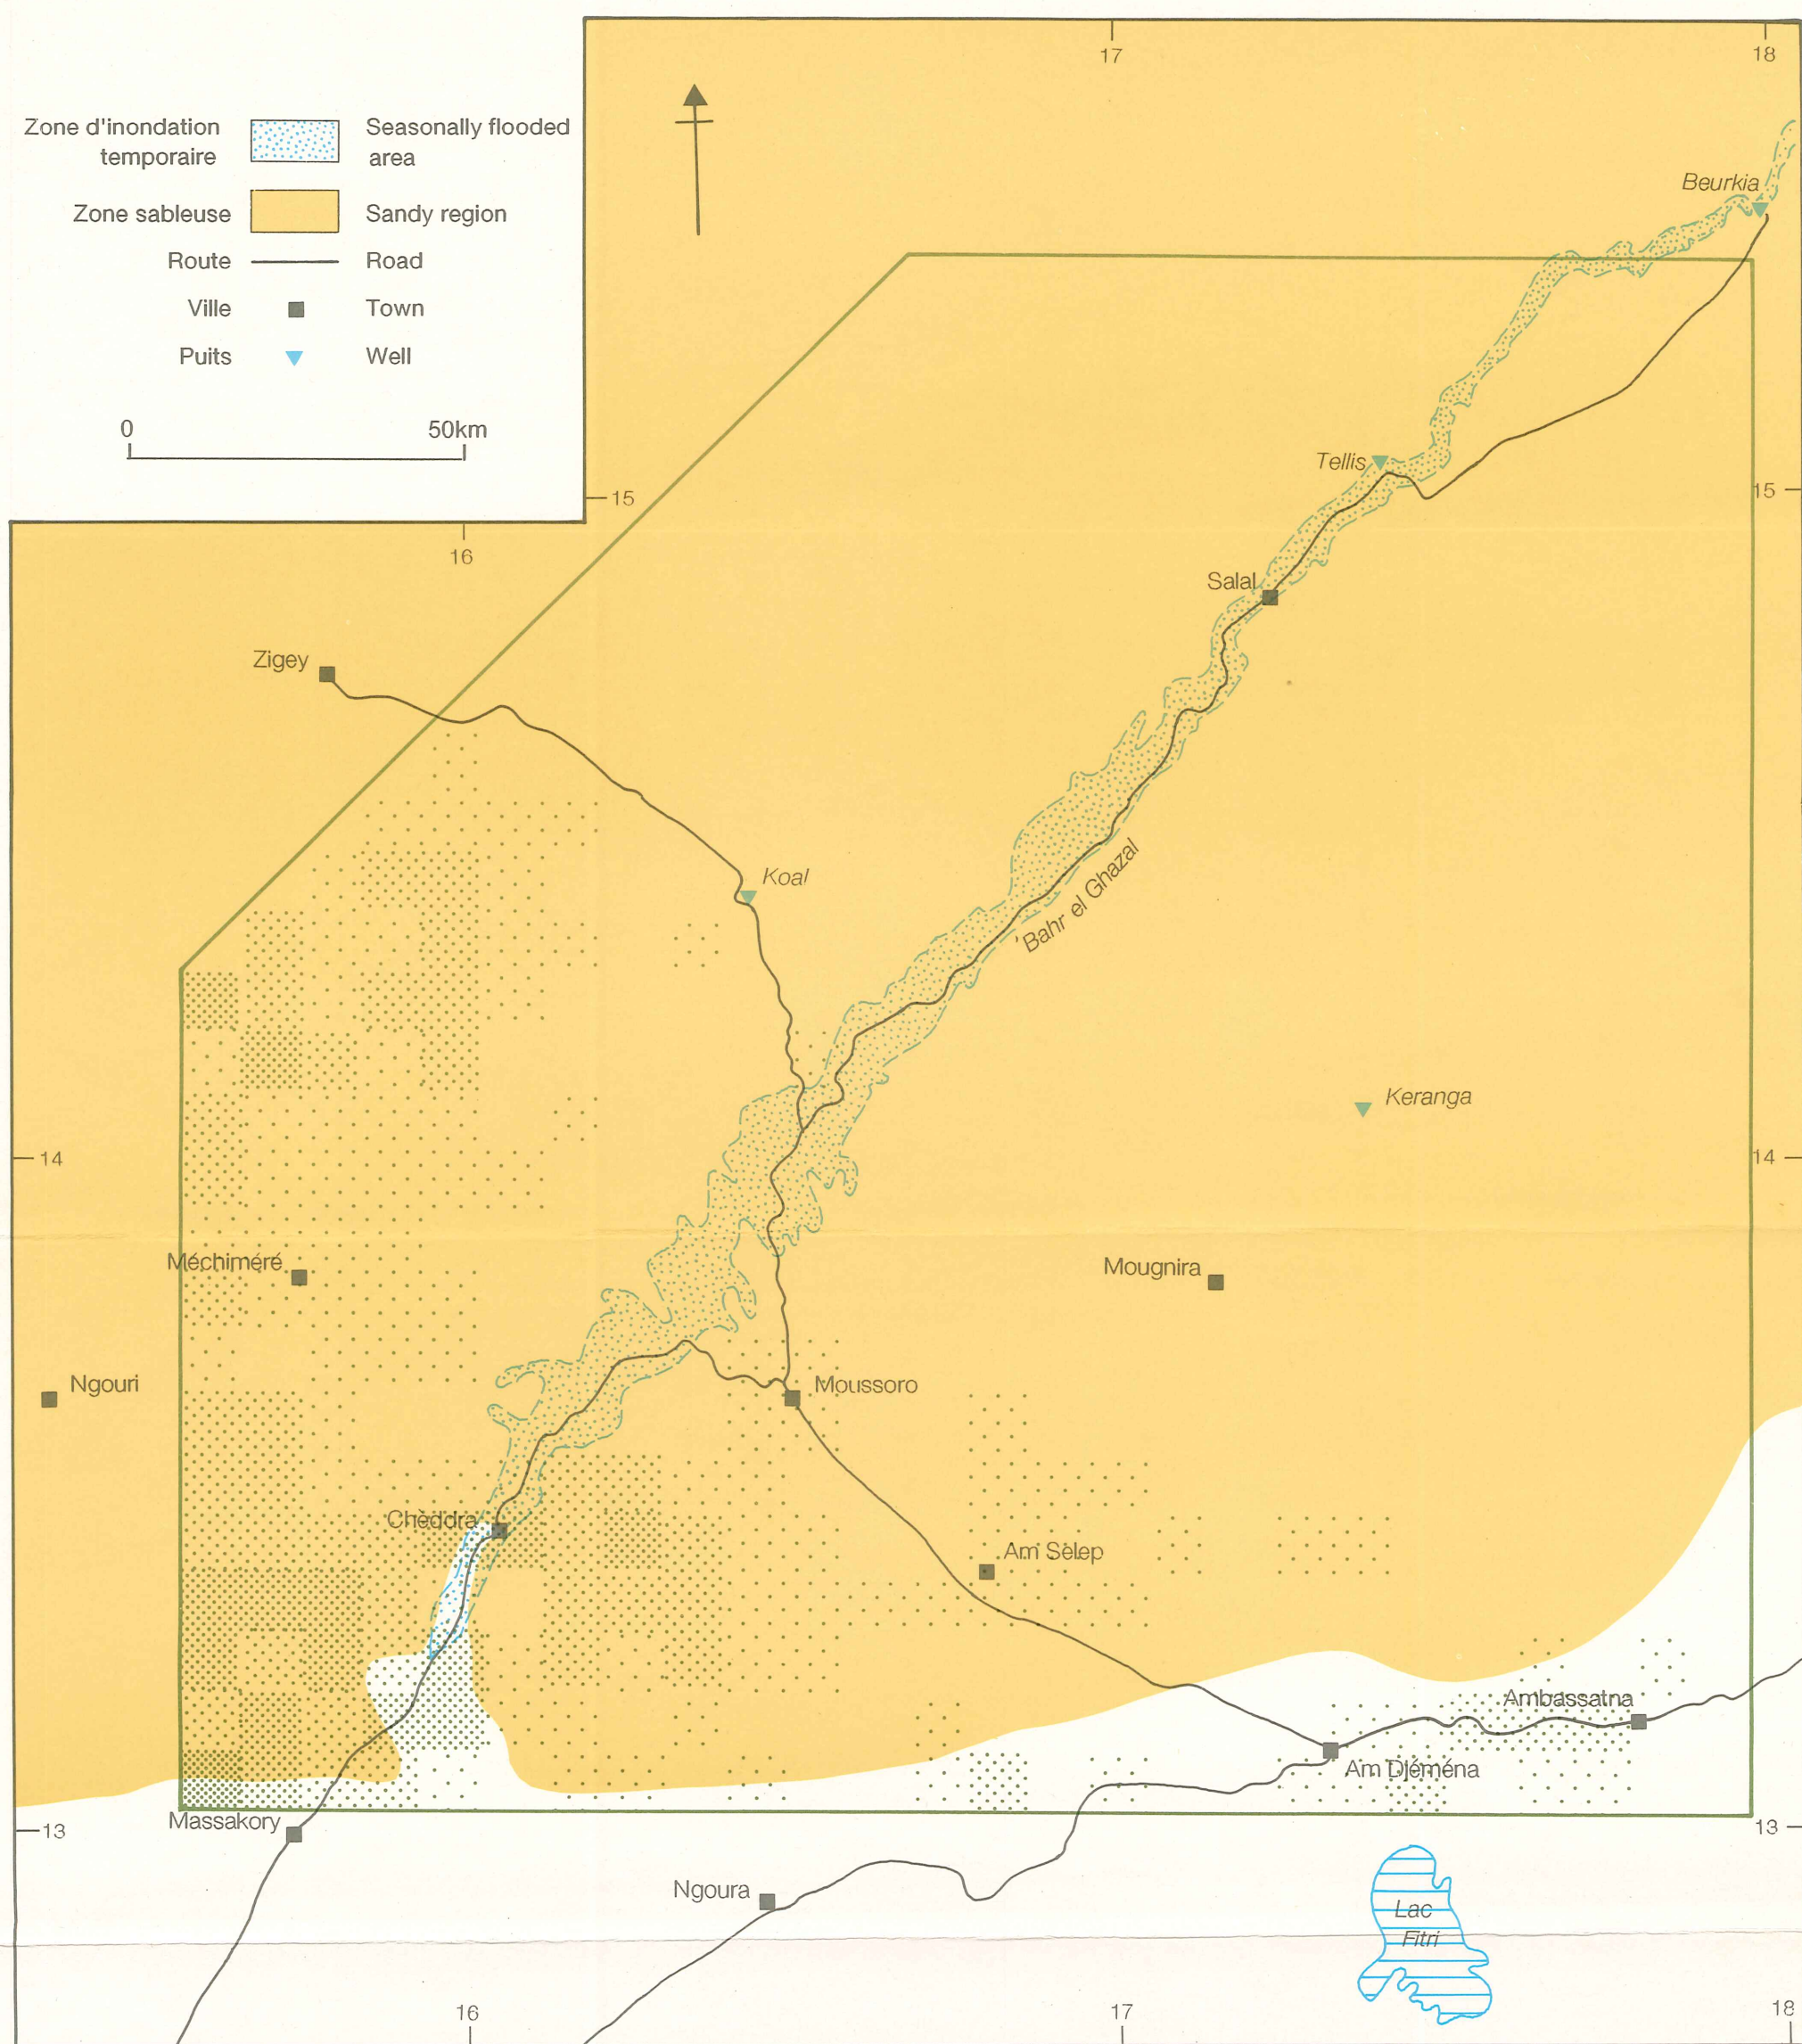 17
18
Zone d'inondation
temporaire
Seasonally flooded
area
Zone sableuse
Sandy region
Route
Road
Ville
Town
Puits
Well
0
50km
Beurkia
Tellis
15
15
16
Salal
Zigey
Koal
Bahr el Ghazal
Keranga
14
14
Méchiméré
Mougnira
Ngouri
Moussoro
Chèddra
Am Sélep
Ambassatna
Am Djéména
Massakory
13
13
Ngoura
Lac
Fitri
16
17
18